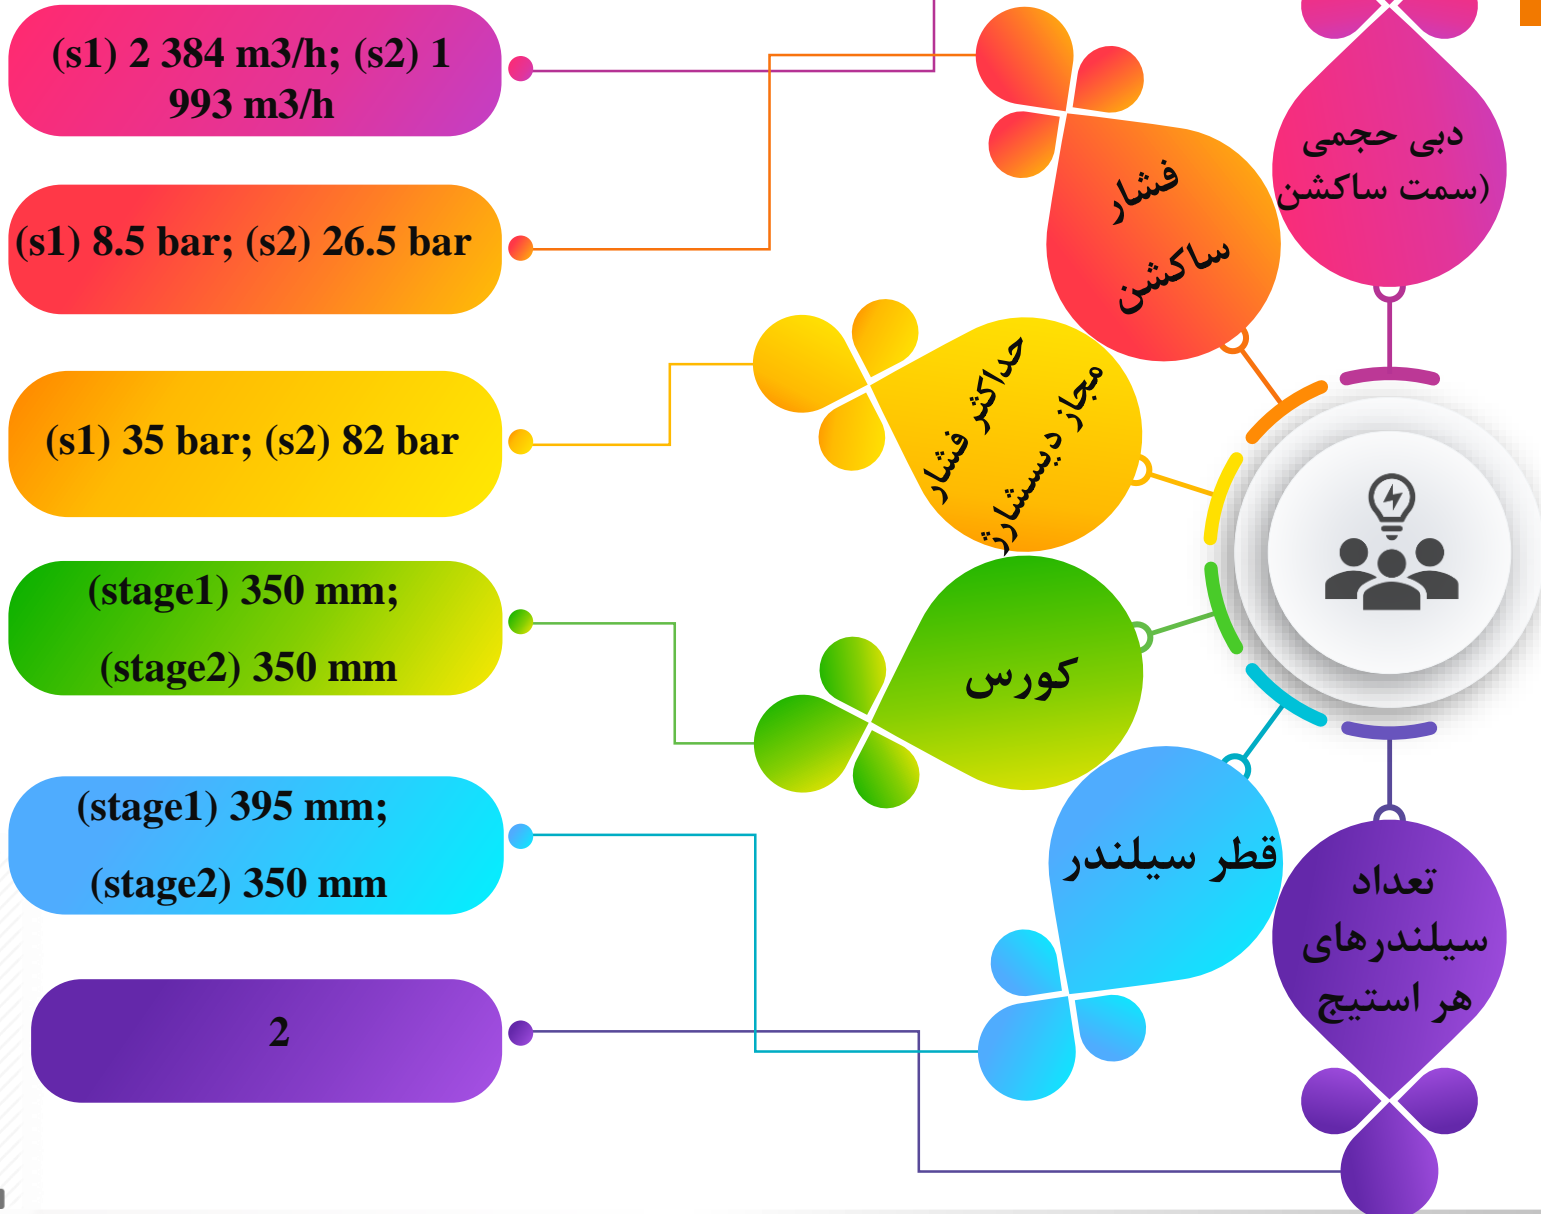 (s1) 2 384 m3/h; (s2) 1
993 m3/h
دبی حجمی
(سمت ساکشن
(s1) 8.5 bar; (s2) 26.5 bar
فشار
ساکشن
(s1) 35 bar; (s2) 82 bar
حداکثر فشار
مجاز دیسشارژ
(stage1) 350 mm;
(stage2) 350 mm
کورس
(stage1) 395 mm;
(stage2) 350 mm
قطر سیلندر
2
تعداد
سیلندرهای
هر استیج